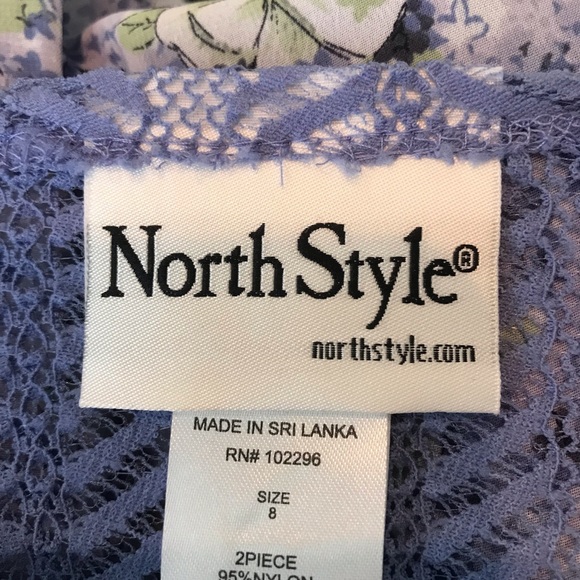 North Style®
northstyle.com
MADE IN SRI LANKA
RN# 102296
SIZE
8
2PIECE
95% NYLON